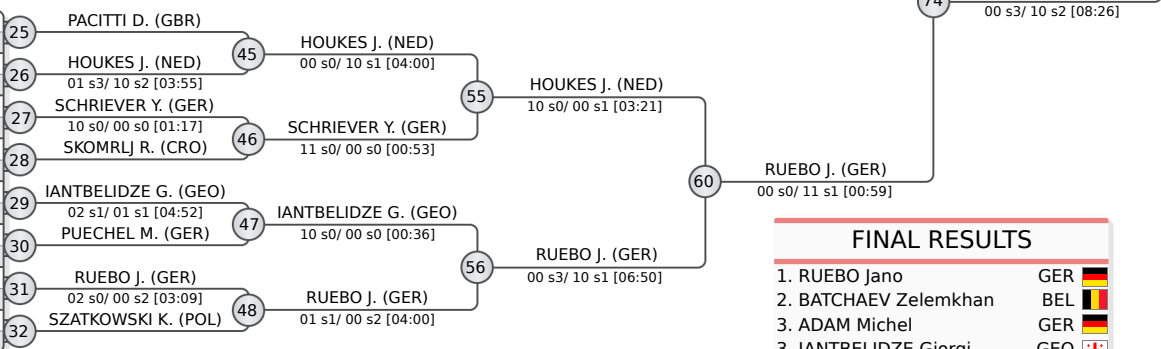 74
00 s3/ 10 s2 [08:26]
25
PACITTI D. (GBR)
45
HOUKES J. (NED)
00 s0/ 10 s1 [04:00]
26
HOUKES J. (NED)
01 s3/ 10 s2 [03:55]
55
HOUKES J. (NED)
10 s0/ 00 s1 [03:21]
27
SCHRIEVER Y. (GER)
10 s0/ 00 s0 [01:17]
46
SCHRIEVER Y. (GER)
11 s0/ 00 s0 [00:53]
28
SKOMRLJ R. (CRO)
60
RUEBO J. (GER)
00 s0/ 11 s1 [00:59]
29
IANTBELIDZE G. (GEO)
02 s1/ 01 s1 [04:52]
47
IANTBELIDZE G. (GEO)
10 s0/ 00 s0 [00:36]
30
PUECHEL M. (GER)
56
RUEBO J. (GER)
00 s3/ 10 s1 [06:50]
31
RUEBO J. (GER)
02 s0/ 00 s2 [03:09]
48
RUEBO J. (GER)
01 s1/ 00 s2 [04:00]
32
SZATKOWSKI K. (POL)
FINAL RESULTS
1. RUEBO Jano GER
2. BATCHAEV Zelemkhan BEL
3. ADAM Michel GER
3. IANTBELIDZE Giorgi GEO